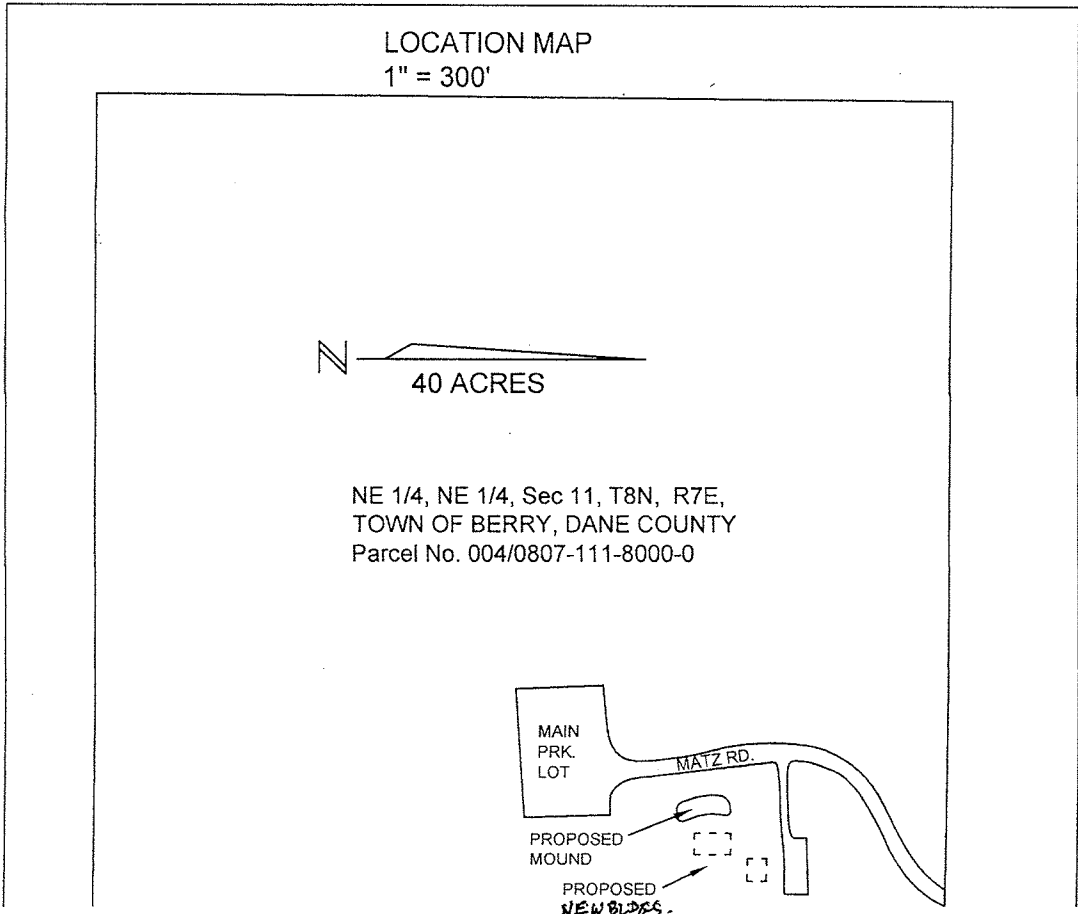 LOCATION MAP
1" = 300'
N
40 ACRES
NE 1/4, NE 1/4, Sec 11, T8N, R7E,
TOWN OF BERRY, DANE COUNTY
Parcel No. 004/0807-111-8000-0
MAIN
PRK.
LOT
MATZ RD.
PROPOSED
MOUND
PROPOSED
NEW BLDGS.